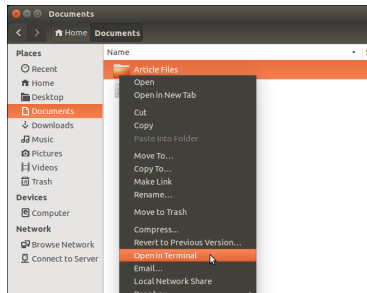 Documents
Home Documents
Places
Recent
Home
Desktop
Documents
Downloads
Music
Pictures
Videos
Trash
Devices
Computer
Network
Browse Network
Connect to Server
Name
Article Files
Open
Open in New Tab
Cut
Copy
Paste Into Folder
Move To...
Copy To...
Make Link
Rename...
Move to Trash
Compress...
Revert to Previous Version...
Open in Terminal
Email...
Local Network Share